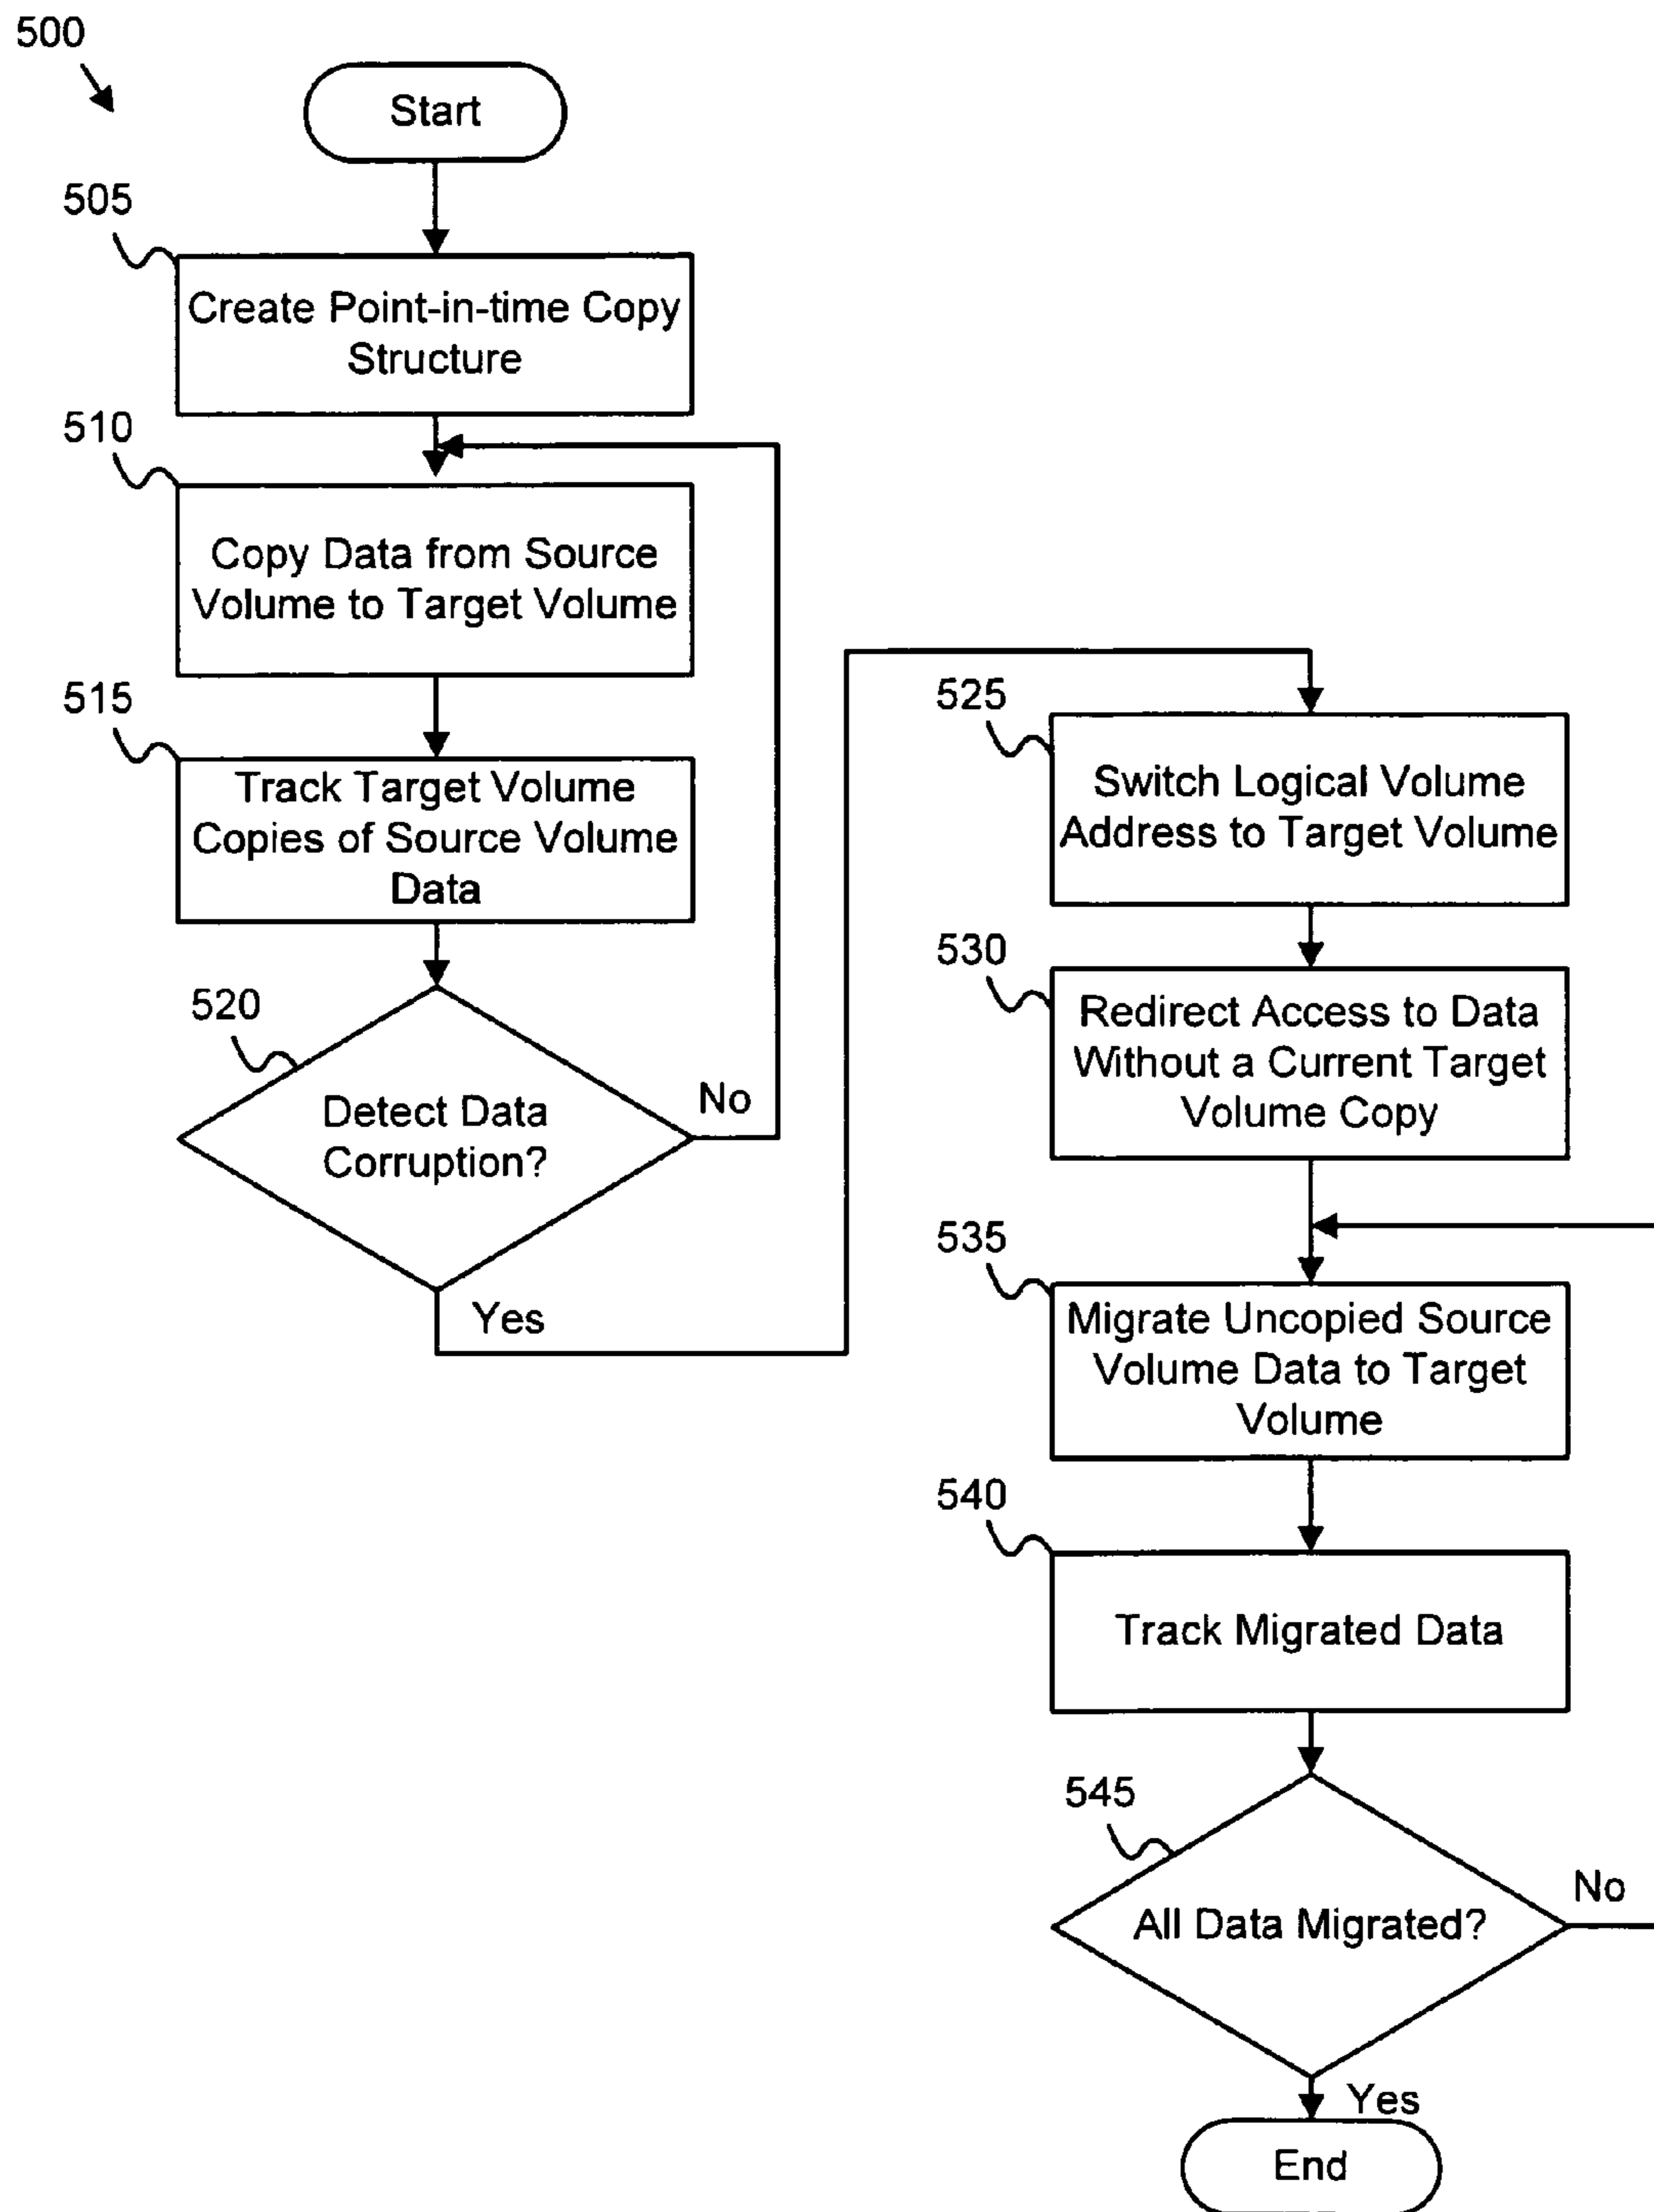 500
Start
505
Create Point-in-time Copy
Structure
510
Copy Data from Source
Volume to Target Volume
515
Track Target Volume
Copies of Source Volume
Data
520
Detect Data
Corruption?
No
Yes
525
Switch Logical Volume
Address to Target Volume
530
Redirect Access to Data
Without a Current Target
Volume Copy
535
Migrate Uncopied Source
Volume Data to Target
Volume
540
Track Migrated Data
545
All Data Migrated?
No
Yes
End